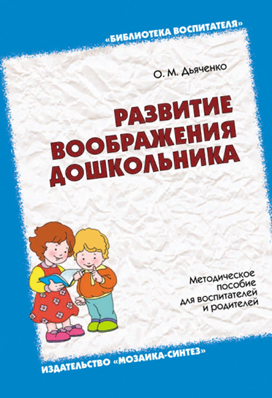 «БИБЛИОТЕКА ВОСПИТАТЕЛЯ»
О. М. Дьяченко
РАЗВИТИЕ
ВООБРАЖЕНИЯ
ДОШКОЛЬНИКА
Методическое
пособие
для воспитателей
и родителей
ИЗДАТЕЛЬСТВО «МОЗАИКА-СИНТЕЗ»